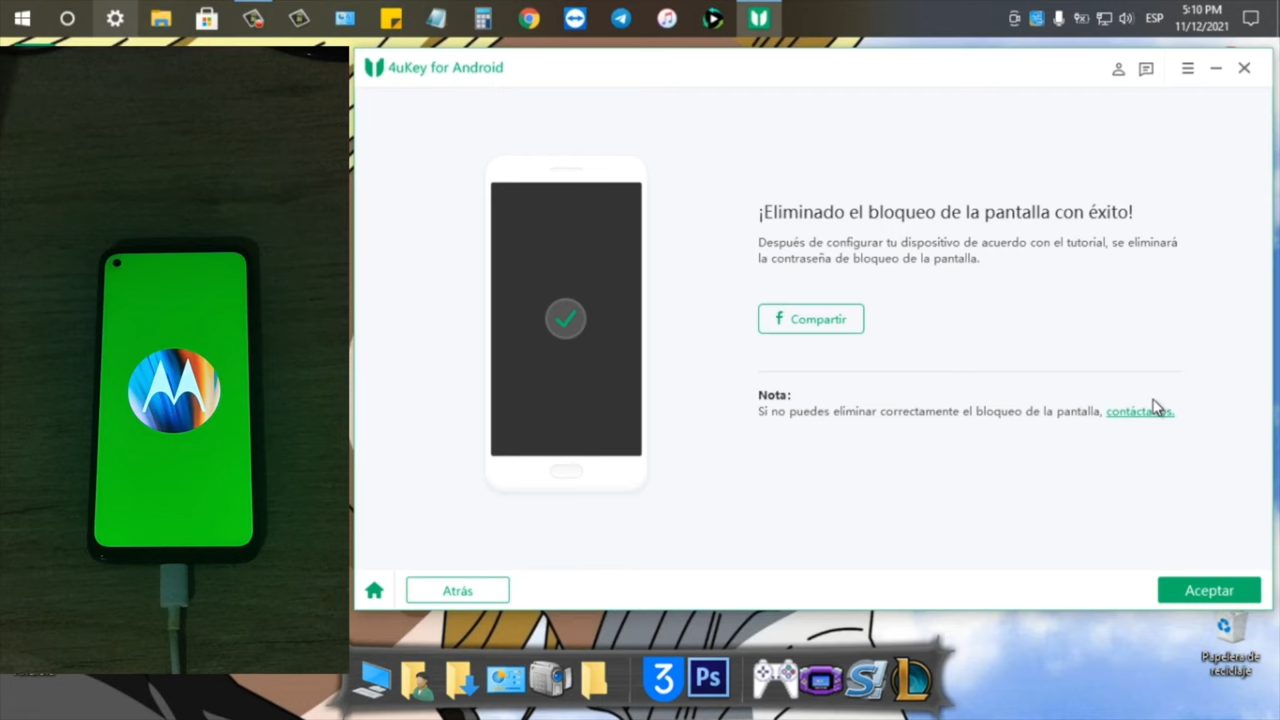 ESP
5:10 PM
11/12/2021
4uKey for Android
¡Eliminado el bloqueo de la pantalla con éxito!
Después de configurar tu dispositivo de acuerdo con el tutorial, se eliminará
la contraseña de bloqueo de la pantalla.
f Compartir
Nota:
Si no puedes eliminar correctamente el bloqueo de la pantalla,
Atrás
Aceptar
3
Ps
Papelera de
reciclaje